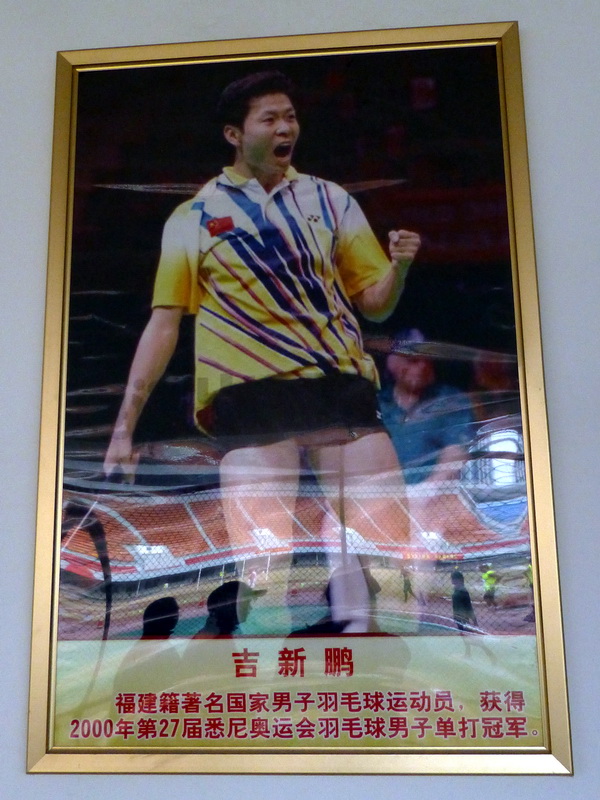 吉新鹏
福建籍著名国家男子羽毛球运动员，获得
2000年第27届悉尼奥运会羽毛球男子单打冠军。